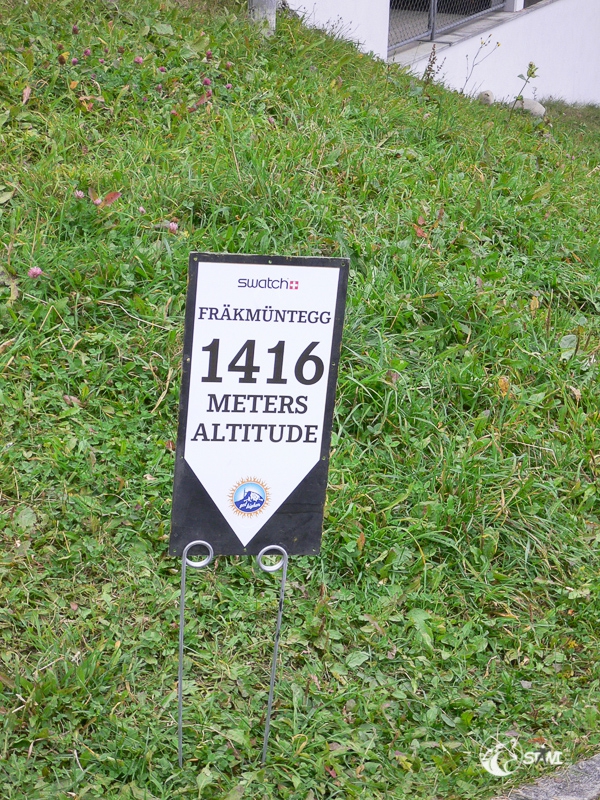 swatch
FRÄKMÜNTEGG
1416
METERS
ALTITUDE